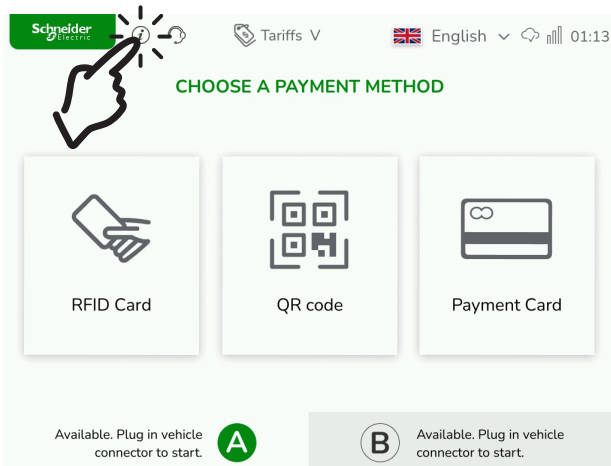 Schneider
Electric
i
Tariffs V
English
01:13
CHOOSE A PAYMENT METHOD
RFID Card
QR code
Payment Card
Available. Plug in vehicle
connector to start.
A
B
Available. Plug in vehicle
connector to start.